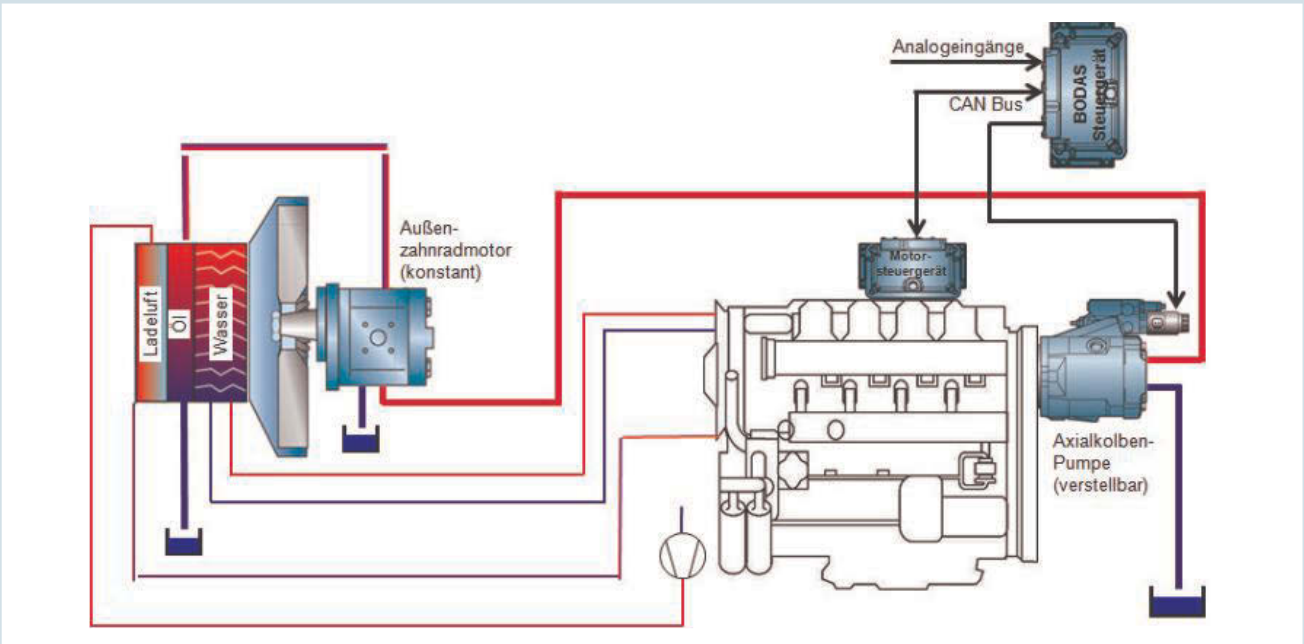 Analogeingänge
CAN Bus
BODAS
Steuergerät
Außen-
zahnradmotor
(konstant)
Motor-
steuergerät
Ladeluft
Öl
Wasser
Axialkolben-
Pumpe
(verstellbar)